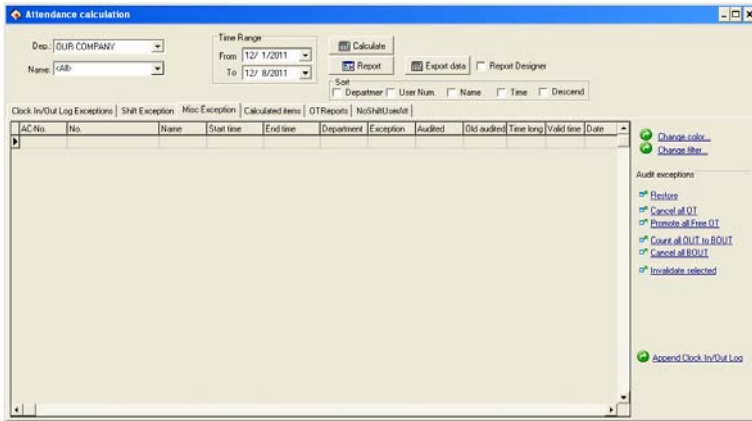 Attendance calculation
Dep.: OUR COMPANY
Name: <All>
Time Range
From 12/ 1/2011
To 12/ 8/2011
Calculate
Report Export data Report Designer
Sort
Departmer User Num. Name Time Descend
Clock In/Out Log Exceptions Shift Exception Misc Exception Calculated items OTReports NoShiftUsersAtt
AC-No. No. Name Start time End time Department Exception Audited Old audited Time long Valid time Date
Change color...
Change filter...
Audit exceptions
Restore
Cancel all OT
Promote all Free OT
Count all OUT to BOUT
Cancel all BOUT
Invalidate selected
Append Clock In/Out Log